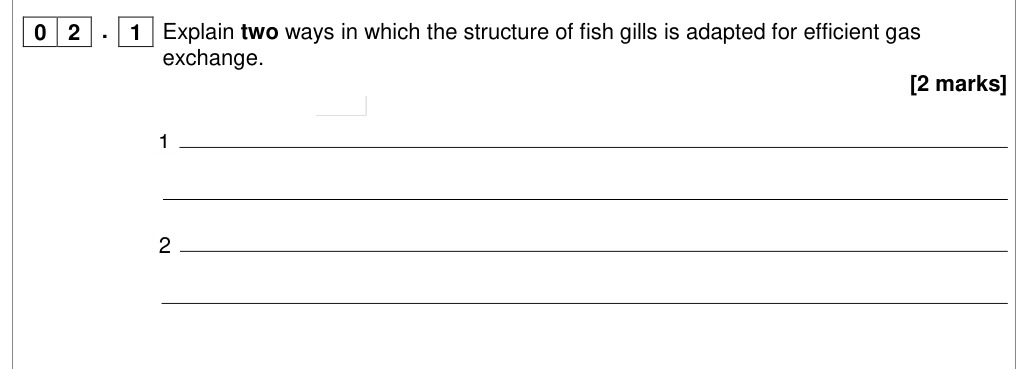 0 2 . 1 Explain two ways in which the structure of fish gills is adapted for efficient gas
exchange.
[2 marks]
1
2